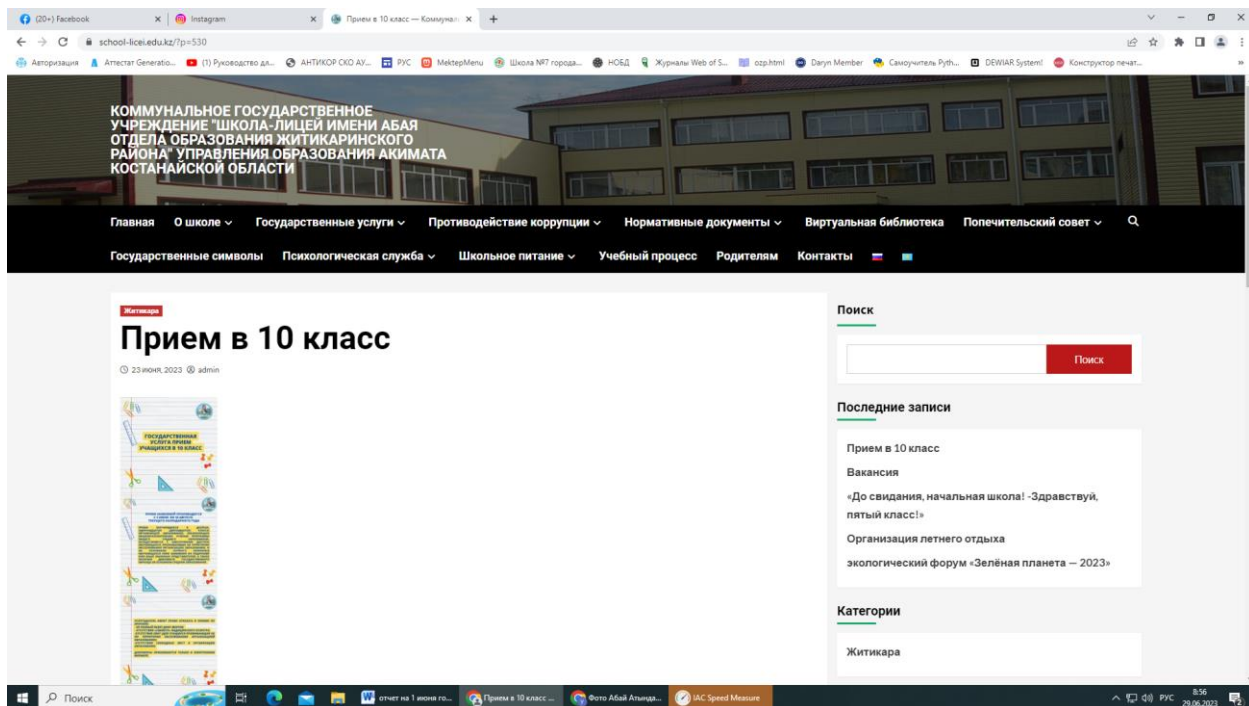 (20+) Facebook
Instagram
Прием в 10 класс — Коммунал
school-licei.edu.kz/?p=530
Авторизация
Аттестат Generatio...
(1) Руководство дл...
АНТИКОР СКО АУ...
РУС
MektepMenu
Школа №7 города...
НОБД
Журналы Web of S...
ozp.html
Daryn Member
Самоучитель Pyth...
DEWIAR System!
Конструктор печат...
КОММУНАЛЬНОЕ ГОСУДАРСТВЕННОЕ
УЧРЕЖДЕНИЕ "ШКОЛА-ЛИЦЕЙ ИМЕНИ АБАЯ
ОТДЕЛА ОБРАЗОВАНИЯ ЖИТИКАРИНСКОГО
РАЙОНА" УПРАВЛЕНИЯ ОБРАЗОВАНИЯ АКИМАТА
КОСТАНАЙСКОЙ ОБЛАСТИ
Главная О школе Государственные услуги Противодействие коррупции Нормативные документы Виртуальная библиотека Попечительский совет
Государственные символы Психологическая служба Школьное питание Учебный процесс Родителям Контакты
Житикара
Прием в 10 класс
23 июня, 2023 admin
ГОСУДАРСТВЕННАЯ
УСЛУГА ПРИЕМ
УЧАЩИХСЯ В 10 КЛАСС
Поиск
Поиск
Последние записи
Прием в 10 класс
Вакансия
«До свидания, начальная школа! -Здравствуй,
пятый класс!»
Организация летнего отдыха
экологический форум «Зелёная планета — 2023»
Категории
Житикара
Поиск
отчет на 1 июня го...
Прием в 10 класс ...
Фото Абай Атында...
IAC Speed Measure
РУС
8:56
29.06.2023